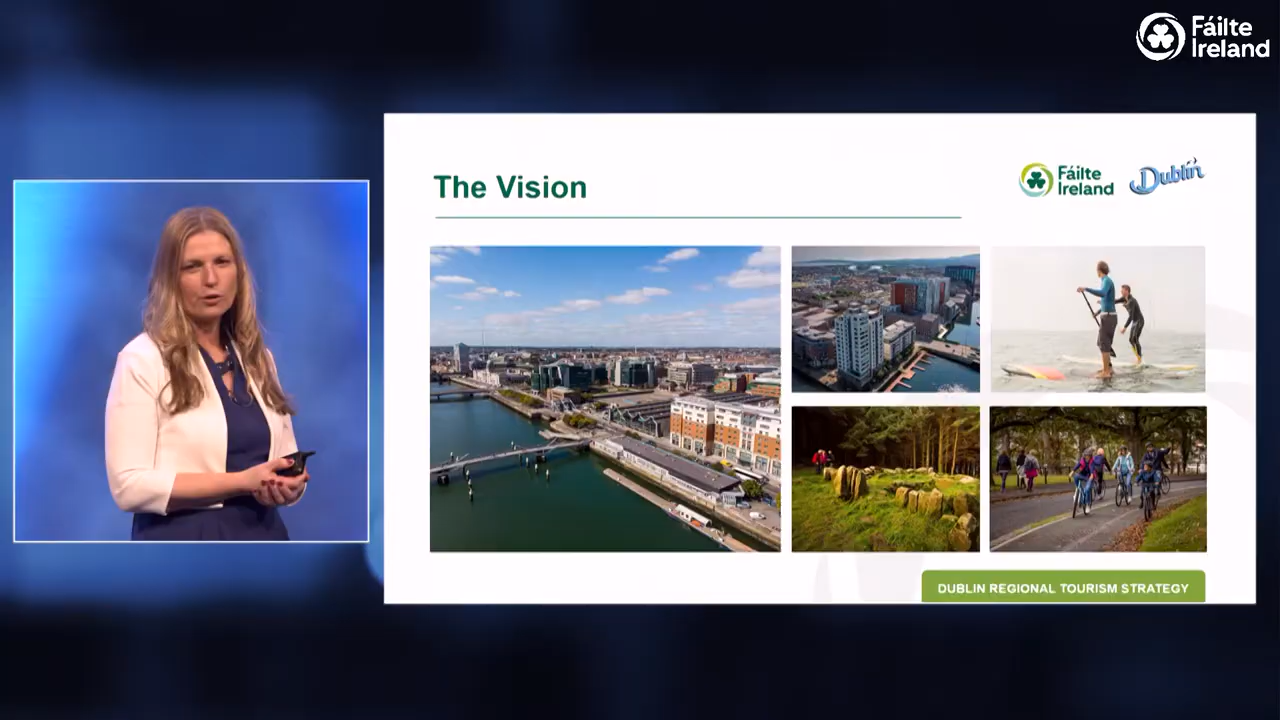 Fáilte
Ireland
The Vision
Fáilte
Ireland
Dublin
DUBLIN REGIONAL TOURISM STRATEGY